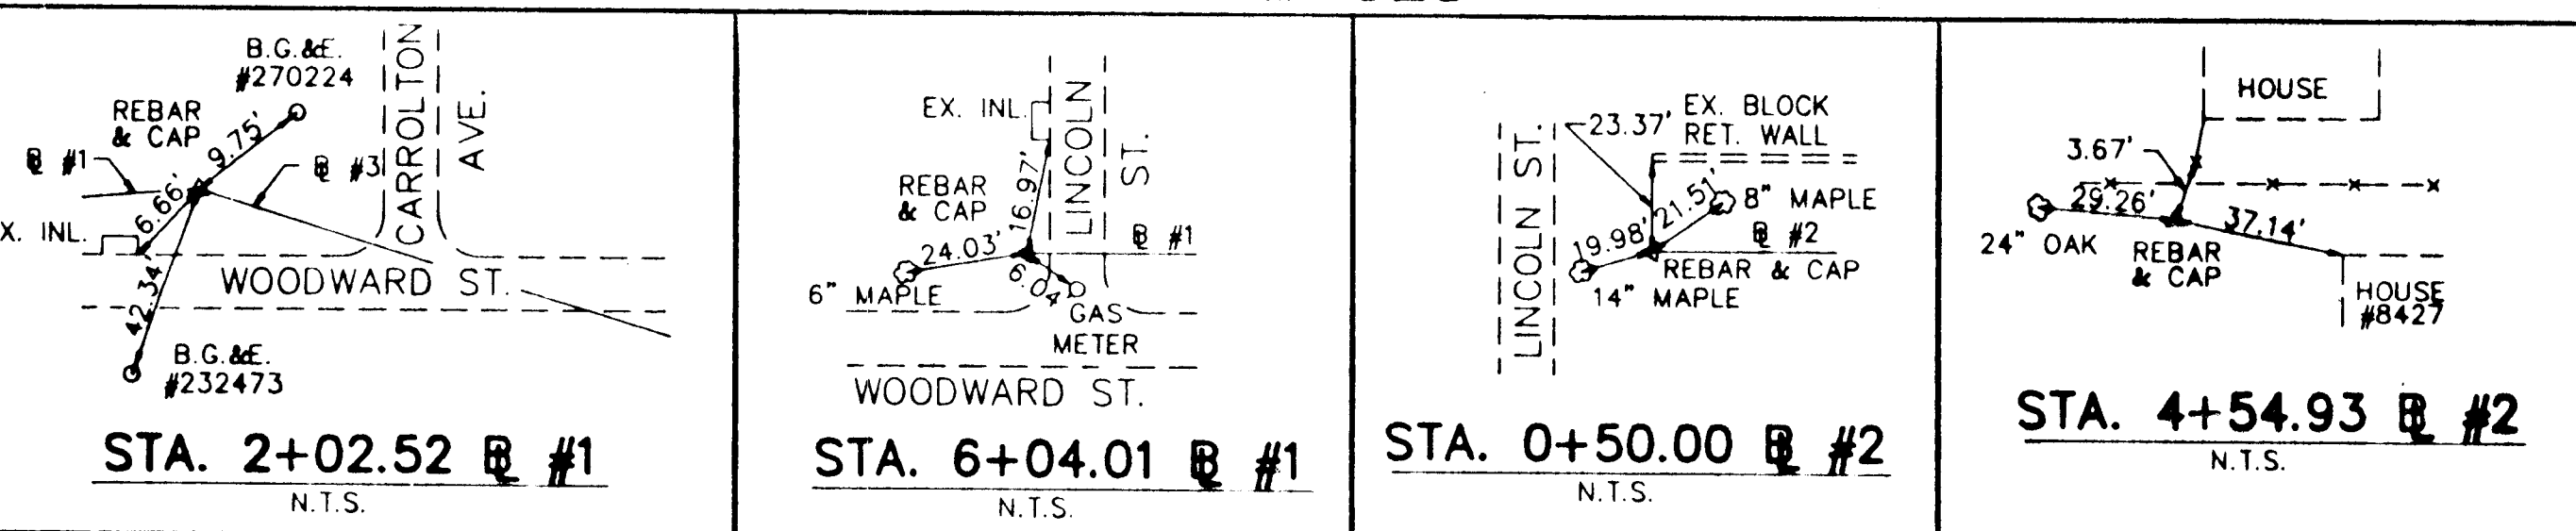 B.G.&E.
#270224
REBAR
& CAP
9.75'
CARROLTON
AVE.
℄ #1
℄ #3
6.66'
X. INL.
42.34'
WOODWARD ST.
B.G.&E.
#232473
STA. 2+02.52 ℄ #1
N.T.S.
EX. INL.
LINCOLN
ST.
REBAR
& CAP
16.97'
24.03'
℄ #1
6.04'
6" MAPLE
GAS
METER
WOODWARD ST.
STA. 6+04.01 ℄ #1
N.T.S.
LINCOLN ST.
23.37'
EX. BLOCK
RET. WALL
21.51'
8" MAPLE
19.98'
℄ #2
REBAR & CAP
14" MAPLE
STA. 0+50.00 ℄ #2
N.T.S.
HOUSE
3.67'
29.26'
37.14'
24" OAK
REBAR
& CAP
HOUSE
#8427
STA. 4+54.93 ℄ #2
N.T.S.